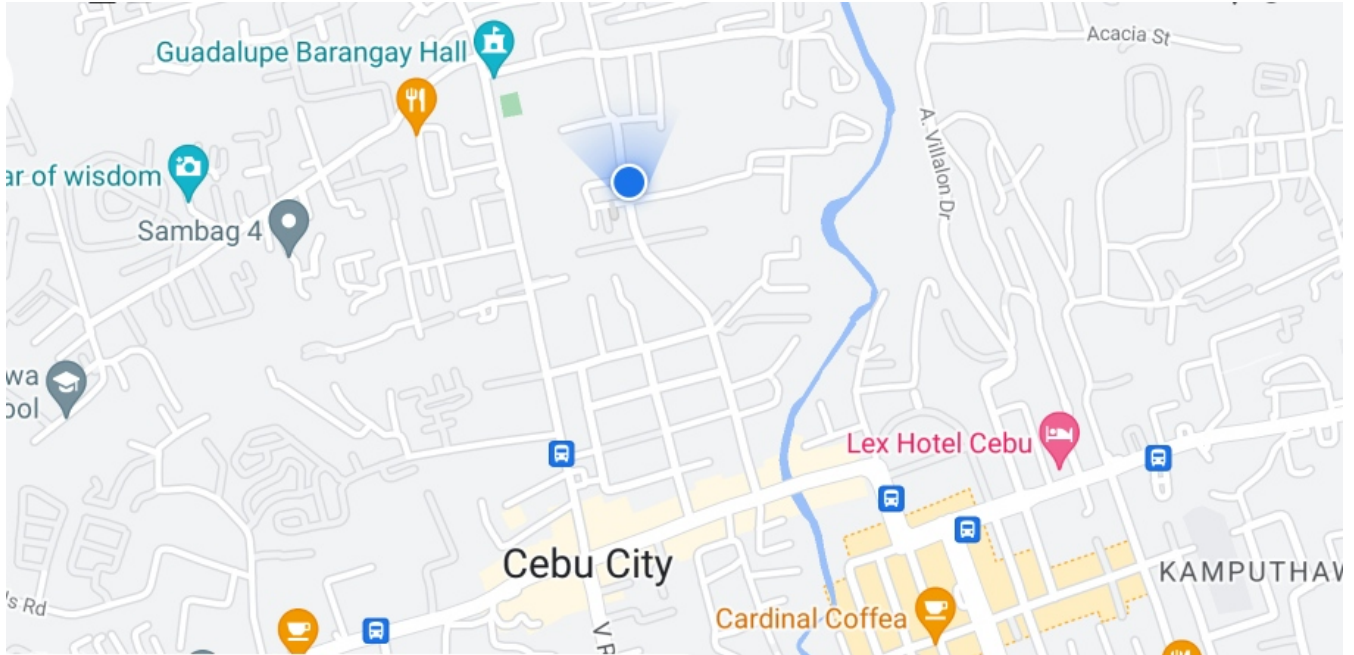 Acacia St
Guadalupe Barangay Hall
A. Villalon Dr
ar of wisdom
Sambag 4
wa
ool
Lex Hotel Cebu
Cebu City
KAMPUTHAW
's Rd
Cardinal Coffea
V R